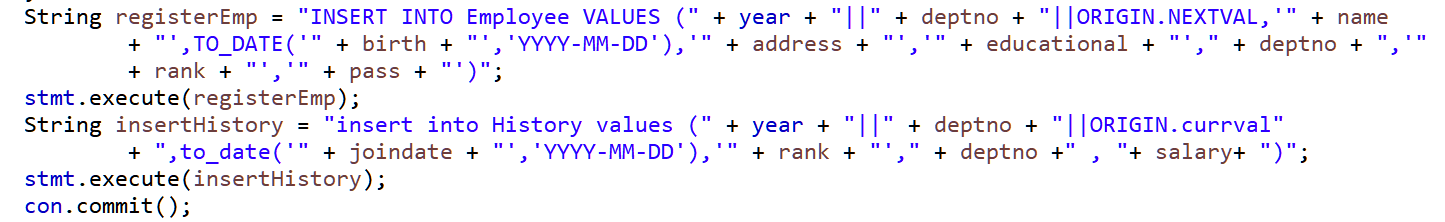 String registerEmp = "INSERT INTO Employee VALUES (" + year + "||" + deptno + "||ORIGIN.NEXTVAL,'" + name
+ "',TO_DATE('" + birth + "','YYYY-MM-DD'),'" + address + "','" + educational + "'," + deptno + ",'"
+ rank + "','" + pass + "')";
stmt.execute(registerEmp);
String insertHistory = "insert into History values (" + year + "||" + deptno + "||ORIGIN.currval"
+ ",to_date('" + joindate + "','YYYY-MM-DD'),'" + rank + "'," + deptno +" , "+ salary+ ")";
stmt.execute(insertHistory);
con.commit();